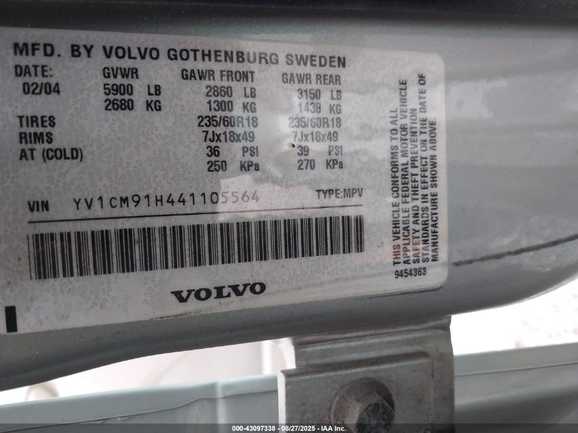 MFD. BY VOLVO GOTHENBURG SWEDEN
DATE: GVWR GAWR FRONT GAWR REAR
02/04 5900 LB 2860 LB 3150 LB
2680 KG 1300 KG 1430 KG
TIRES 235/60R18 235/60R18
RIMS 7Jx18x49 7Jx18x49
AT (COLD) 36 PSI 39 PSI
250 KPa 270 KPa
VIN YV1CM91H441105564 TYPE:MPV
VOLVO
THIS VEHICLE CONFORMS TO ALL
APPLICABLE FEDERAL MOTOR VEHICLE
SAFETY AND THEFT PREVENTION
STANDARDS IN EFFECT ON THE DATE OF
MANUFACTURE SHOWN ABOVE.
9454363
000-43097338 - 08/27/2025 - IAA Inc.